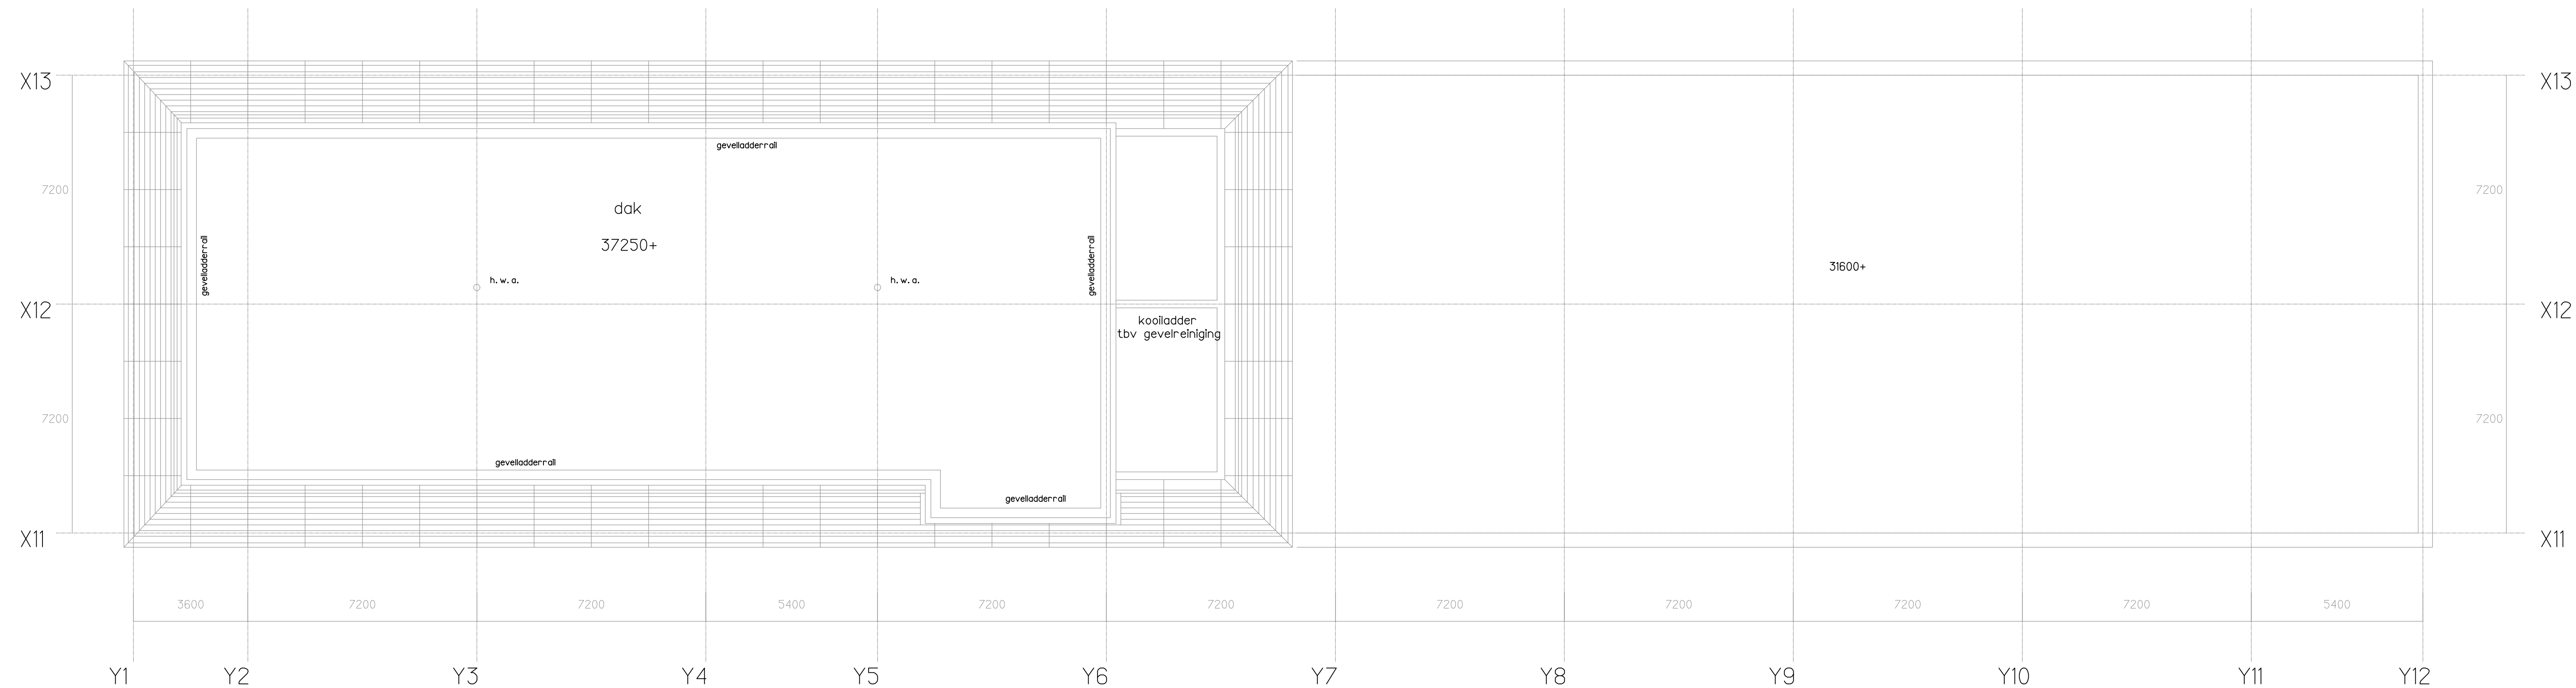 X13
X13
gevelladderrail
7200
7200
dak
37250+
gevelladderrail
gevelladderrail
31600+
h.w.a.
h.w.a.
X12
X12
kooiladder
tbv gevelreiniging
7200
7200
gevelladderrail
gevelladderrail
X11
X11
3600
7200
7200
5400
7200
7200
7200
7200
7200
7200
5400
Y1
Y2
Y3
Y4
Y5
Y6
Y7
Y8
Y9
Y10
Y11
Y12